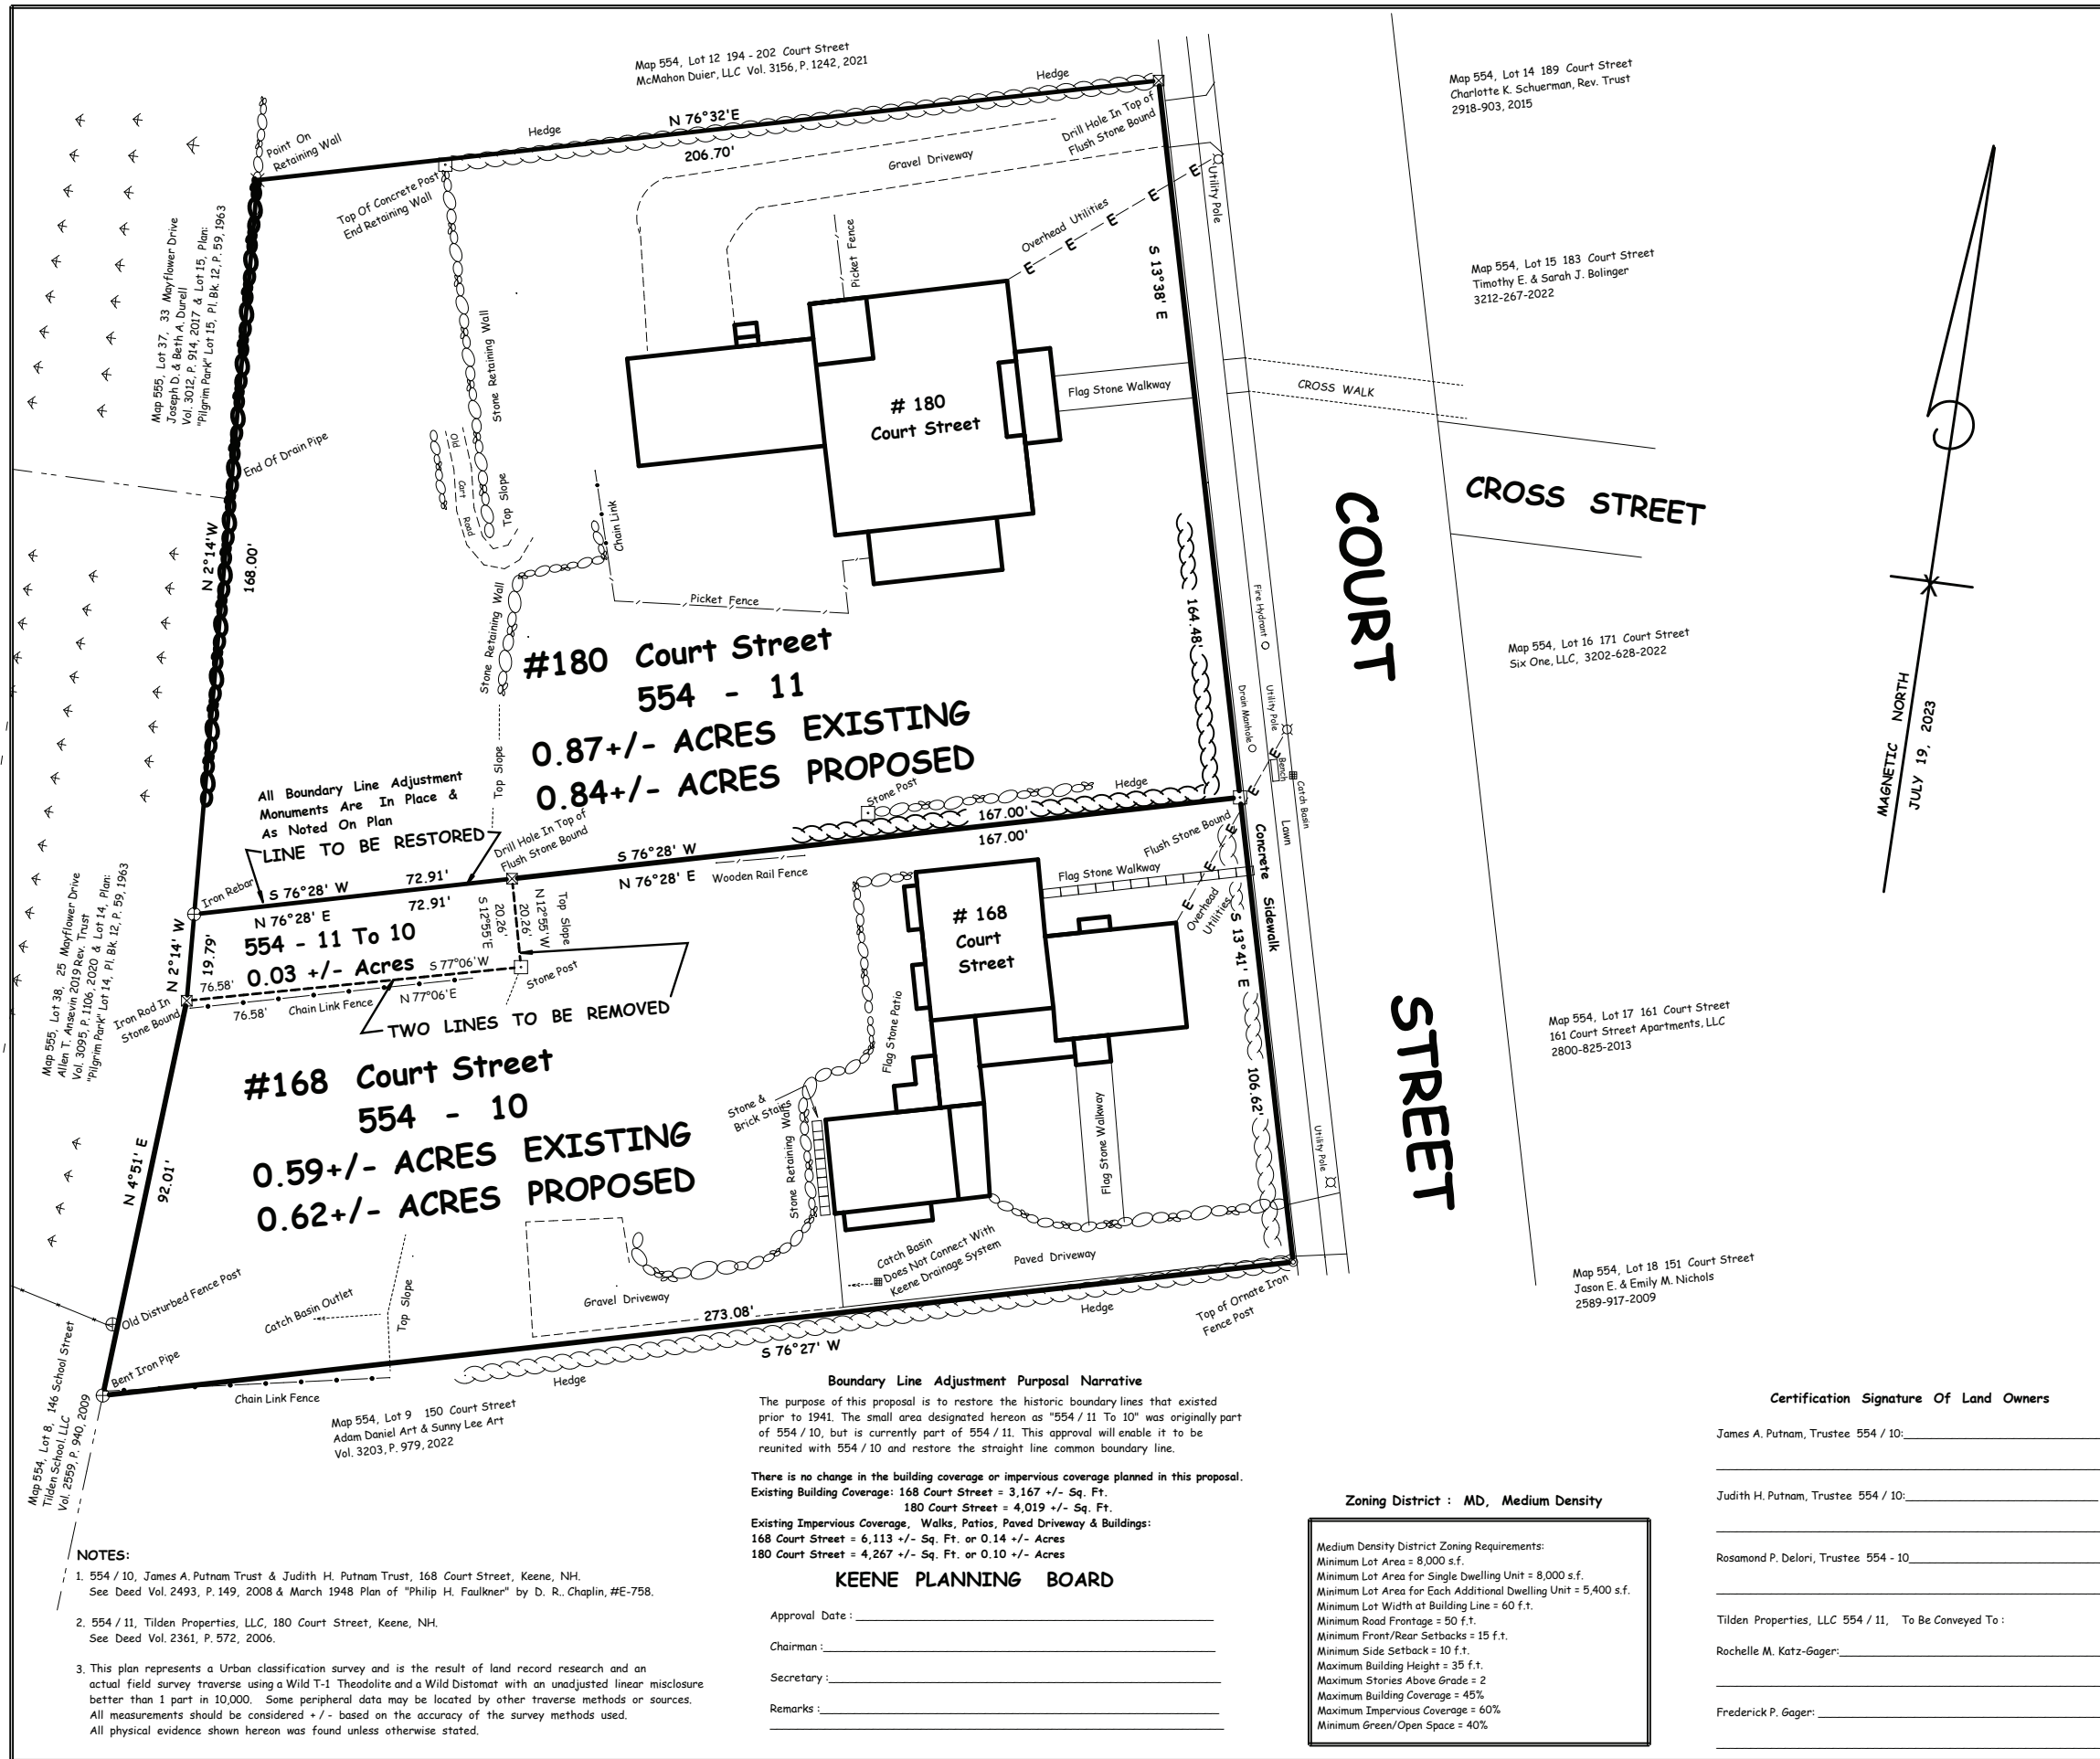 Map 554, Lot 12 194 - 202 Court Street
McMahon Duier, LLC Vol. 3156, P. 1242, 2021
Hedge
N 76°32'E
206.70'
Hedge
Point On
Retaining Wall
Top Of Concrete Post
End Retaining Wall
Gravel Driveway
Drill Hole In Top of
Flush Stone Bound
Utility Pole
Overhead Utilities
E
E
E
E
E
Picket Fence
S 13°38' E
Map 554, Lot 14 189 Court Street
Charlotte K. Schuerman, Rev. Trust
2918-903, 2015
Map 554, Lot 15 183 Court Street
Timothy E. & Sarah J. Bolinger
3212-267-2022
Map 555, Lot 37, 33 Mayflower Drive
Joseph D. & Beth A. Durell
Vol. 3012, P. 914, 2017 & Lot 15, Plan:
"Pilgrim Park" Lot 15, Pl. Bk. 12, P. 59, 1963
Stone Retaining Wall
# 180
Court Street
Flag Stone Walkway
CROSS WALK
End Of Drain Pipe
Old
Cart
Road
Top Slope
Chain Link
CROSS STREET
COURT
STREET
N 2°14'W
168.00'
Picket Fence
Stone Retaining Wall
Fire Hydrant
164.48'
Map 554, Lot 16 171 Court Street
Six One, LLC, 3202-628-2022
MAGNETIC NORTH
JULY 19, 2023
#180 Court Street
554 - 11
0.87+/- ACRES EXISTING
0.84+/- ACRES PROPOSED
Top Slope
Drain Manhole
Utility Pole
E
E
Bench
Catch Basin
Lawn
Concrete Sidewalk
All Boundary Line Adjustment
Monuments Are In Place &
As Noted On Plan
LINE TO BE RESTORED
Drill Hole In Top of
Flush Stone Bound
Stone Post
Hedge
167.00'
167.00'
S 76°28' W
N 76°28' E
Wooden Rail Fence
Flush Stone Bound
Iron Rebar
S 76°28' W
72.91'
N 76°28' E
72.91'
554 - 11 To 10
0.03 +/- Acres
S 12°55'E
20.26'
20.26'
N12°55'W
Top Slope
N 2°14' W
19.79'
76.58'
S 77°06'W
76.58'
Chain Link Fence
N 77°06'E
Stone Post
Iron Rod In
Stone Bound
TWO LINES TO BE REMOVED
Map 555, Lot 38, 25 Mayflower Drive
Allen T. Ansevin 2019 Rev. Trust
Vol. 3095, P. 1106, 2020 & Lot 14, Plan:
"Pilgrim Park" Lot 14, Pl. Bk. 12, P. 59, 1963
Flag Stone Walkway
E
E
E
Overhead
Utilities
S 13°41' E
# 168
Court
Street
Flag Stone Patio
106.62'
Map 554, Lot 17 161 Court Street
161 Court Street Apartments, LLC
2800-825-2013
#168 Court Street
554 - 10
0.59+/- ACRES EXISTING
0.62+/- ACRES PROPOSED
Stone &
Brick Stairs
Stone Retaining Wall
Flag Stone Walkway
Utility Pole
N 4°51' E
92.01'
Catch Basin
Does Not Connect With
Keene Drainage System
Paved Driveway
Old Disturbed Fence Post
Catch Basin Outlet
Top Slope
Gravel Driveway
273.08'
Hedge
Top of Ornate Iron
Fence Post
Map 554, Lot 18 151 Court Street
Jason E. & Emily M. Nichols
2589-917-2009
Bent Iron Pipe
Chain Link Fence
Hedge
S 76°27' W
Map 554, Lot 8, 146 School Street
Tilden School, LLC
Vol. 2559, P. 940, 2009
Map 554, Lot 9 150 Court Street
Adam Daniel Art & Sunny Lee Art
Vol. 3203, P. 979, 2022
Boundary Line Adjustment Purposal Narrative
The purpose of this proposal is to restore the historic boundary lines that existed
prior to 1941. The small area designated hereon as "554 / 11 To 10" was originally part
of 554 / 10, but is currently part of 554 / 11. This approval will enable it to be
reunited with 554 / 10 and restore the straight line common boundary line.
There is no change in the building coverage or impervious coverage planned in this proposal.
Existing Building Coverage: 168 Court Street = 3,167 +/- Sq. Ft.
180 Court Street = 4,019 +/- Sq. Ft.
Existing Impervious Coverage, Walks, Patios, Paved Driveway & Buildings:
168 Court Street = 6,113 +/- Sq. Ft. or 0.14 +/- Acres
180 Court Street = 4,267 +/- Sq. Ft. or 0.10 +/- Acres
KEENE PLANNING BOARD
Approval Date :
Chairman :
Secretary :
Remarks :
NOTES:
1. 554 / 10, James A. Putnam Trust & Judith H. Putnam Trust, 168 Court Street, Keene, NH.
See Deed Vol. 2493, P. 149, 2008 & March 1948 Plan of "Philip H. Faulkner" by D. R.. Chaplin, #E-758.
2. 554 / 11, Tilden Properties, LLC, 180 Court Street, Keene, NH.
See Deed Vol. 2361, P. 572, 2006.
3. This plan represents a Urban classification survey and is the result of land record research and an
actual field survey traverse using a Wild T-1 Theodolite and a Wild Distomat with an unadjusted linear misclosure
better than 1 part in 10,000. Some peripheral data may be located by other traverse methods or sources.
All measurements should be considered + / - based on the accuracy of the survey methods used.
All physical evidence shown hereon was found unless otherwise stated.
Zoning District : MD, Medium Density
Medium Density District Zoning Requirements:
Minimum Lot Area = 8,000 s.f.
Minimum Lot Area for Single Dwelling Unit = 8,000 s.f.
Minimum Lot Area for Each Additional Dwelling Unit = 5,400 s.f.
Minimum Lot Width at Building Line = 60 f.t.
Minimum Road Frontage = 50 f.t.
Minimum Front/Rear Setbacks = 15 f.t.
Minimum Side Setback = 10 f.t.
Maximum Building Height = 35 f.t.
Maximum Stories Above Grade = 2
Maximum Building Coverage = 45%
Maximum Impervious Coverage = 60%
Minimum Green/Open Space = 40%
Certification Signature Of Land Owners
James A. Putnam, Trustee 554 / 10:
Judith H. Putnam, Trustee 554 / 10:
Rosamond P. Delori, Trustee 554 - 10
Tilden Properties, LLC 554 / 11, To Be Conveyed To :
Rochelle M. Katz-Gager:
Frederick P. Gager: